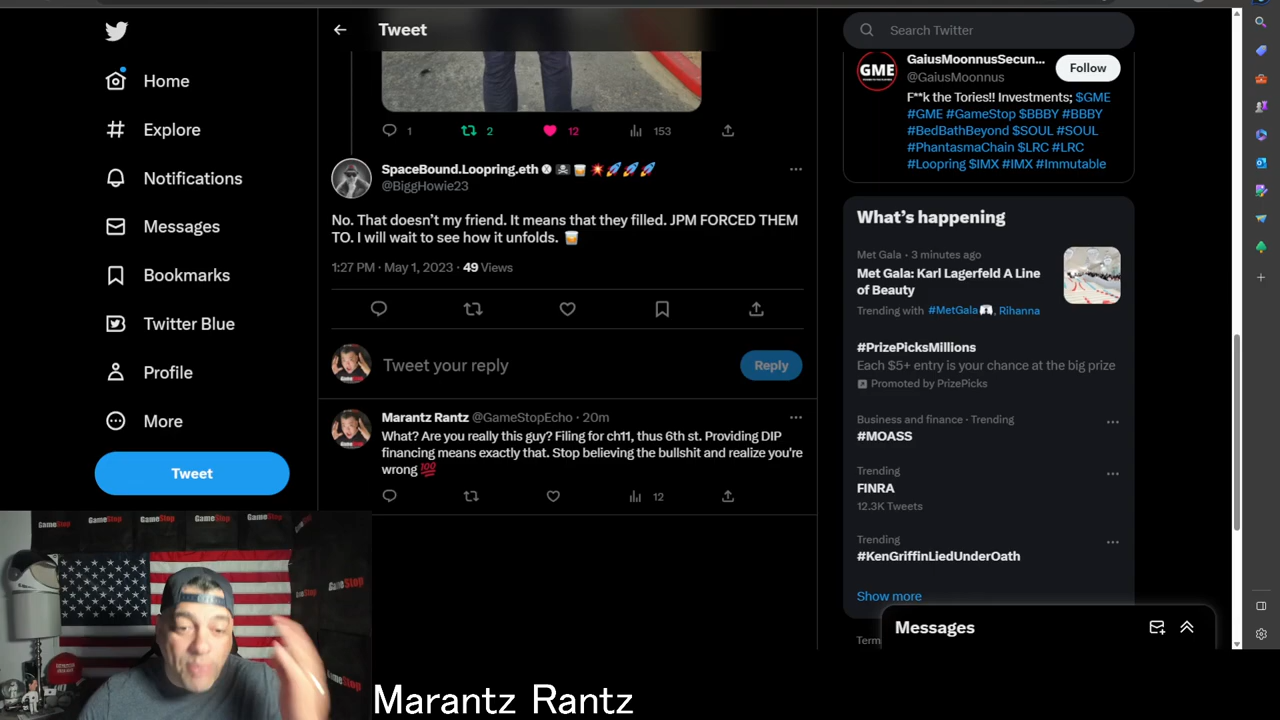 Tweet
Search Twitter
Home
Explore
Notifications
Messages
Bookmarks
Twitter Blue
Profile
More
Tweet
1
2
12
153
SpaceBound.Loopring.eth
@BiggHowie23
No. That doesn't my friend. It means that they filled. JPM FORCED THEM
TO. I will wait to see how it unfolds.
1:27 PM · May 1, 2023 · 49 Views
Tweet your reply
Reply
Marantz Rantz @GameStopEcho · 20m
What? Are you really this guy? Filing for ch11, thus 6th st. Providing DIP
financing means exactly that. Stop believing the bullshit and realize you're
wrong 💯
12
GME
GaiusMoonnusSecun...
@GaiusMoonnus
Follow
F**k the Tories!! Investments; $GME
#GME #GameStop $BBBY #BBBY
#BedBathBeyond $SOUL #SOUL
#PhantasmaChain $LRC #LRC
#Loopring $IMX #IMX #Immutable
What's happening
Met Gala · 3 minutes ago
Met Gala: Karl Lagerfeld A Line
of Beauty
Trending with #MetGala, Rihanna
#PrizePicksMillions
Each $5+ entry is your chance at the big prize
Promoted by PrizePicks
Business and finance · Trending
#MOASS
Trending
FINRA
12.3K Tweets
Trending
#KenGriffinLiedUnderOath
Show more
Term
Messages
GameStop
GameStop
GameStop
GameStop
GameStop
GameStop
Marantz Rantz